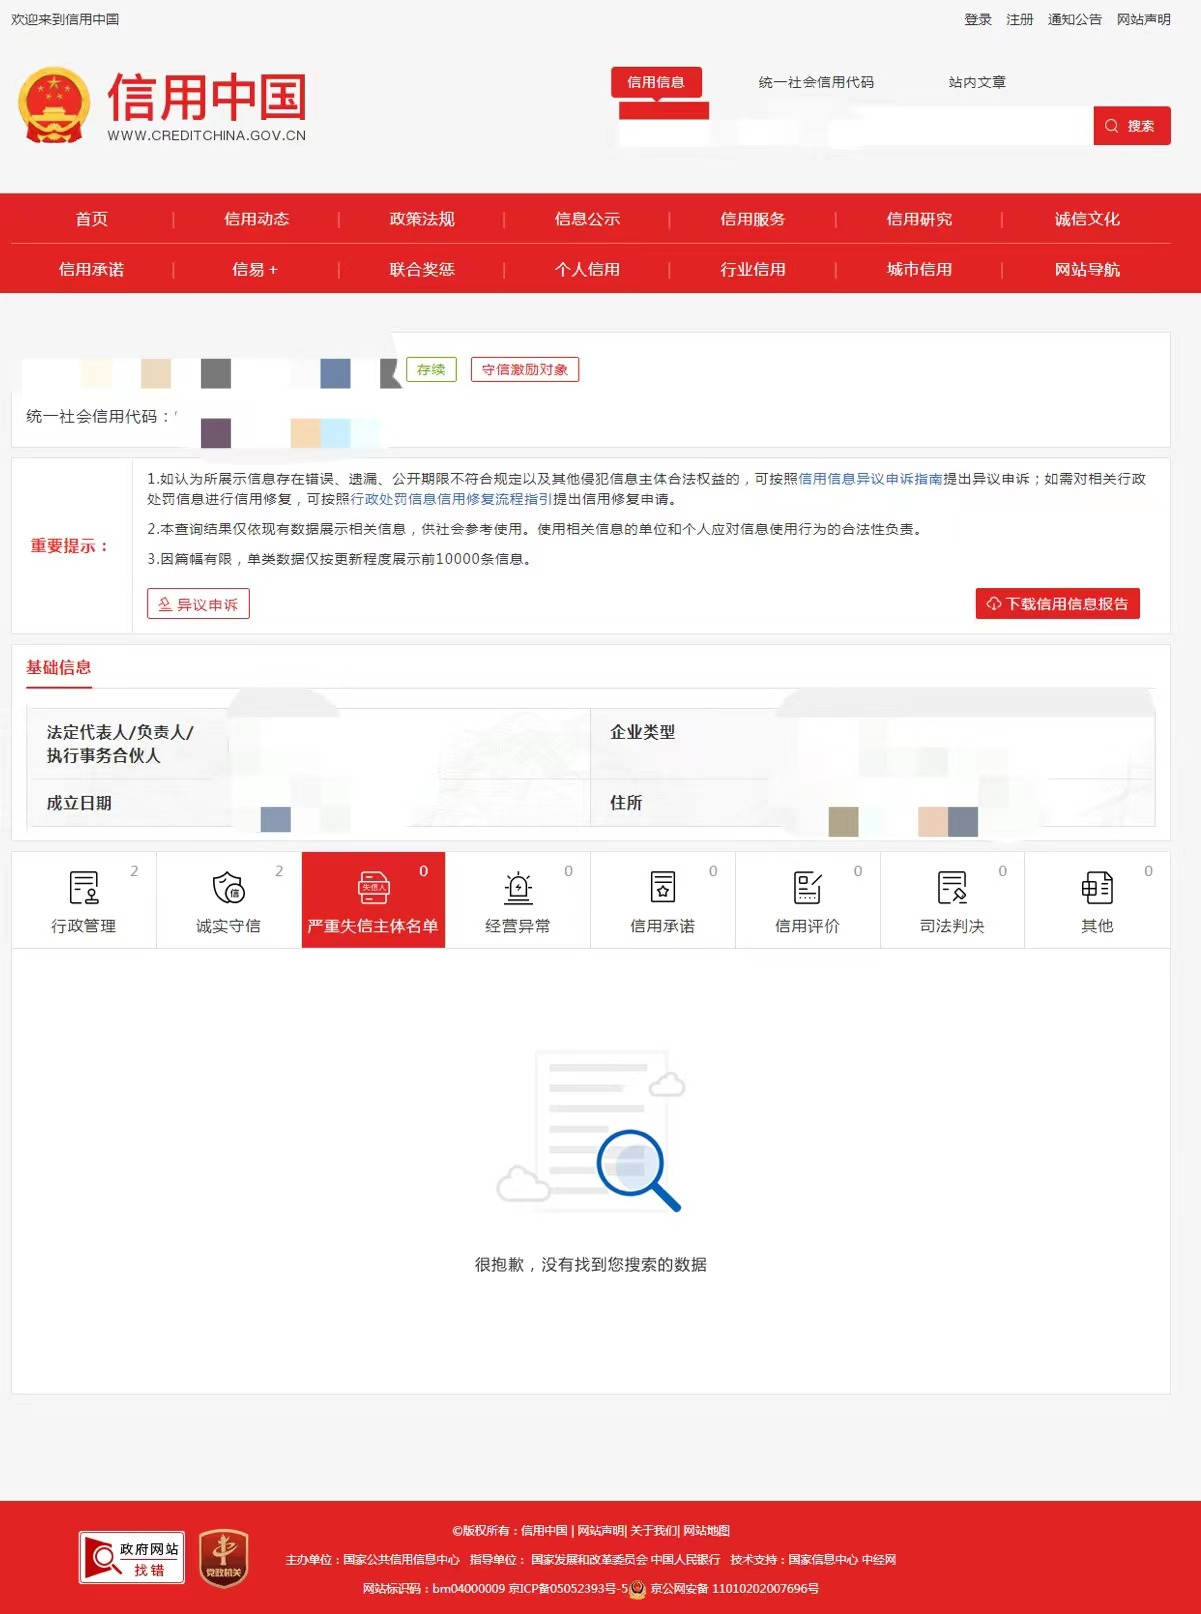 欢迎来到信用中国
登录 注册 通知公告 网站声明
信用中国
WWW.CREDITCHINA.GOV.CN
信用信息 统一社会信用代码 站内文章
搜索
首页 | 信用动态 | 政策法规 | 信息公示 | 信用服务 | 信用研究 | 诚信文化
信用承诺 | 信易+ | 联合奖惩 | 个人信用 | 行业信用 | 城市信用 | 网站导航
存续 守信激励对象
统一社会信用代码：
重要提示：
1.如认为所展示信息存在错误、遗漏、公开期限不符合规定以及其他侵犯信息主体合法权益的，可按照信用信息异议申诉指南提出异议申诉；如需对相关行政
处罚信息进行信用修复，可按照行政处罚信息信用修复流程指引提出信用修复申请。
2.本查询结果仅依现有数据展示相关信息，供社会参考使用。使用相关信息的单位和个人应对信息使用行为的合法性负责。
3.因篇幅有限，单类数据仅按更新程度展示前10000条信息。
异议申诉
下载信用信息报告
基础信息
法定代表人/负责人/
执行事务合伙人
企业类型
成立日期
住所
2
行政管理
2
信
诚实守信
0
失信人
严重失信主体名单
0
经营异常
0
信用承诺
0
信用评价
0
司法判决
0
其他
很抱歉，没有找到您搜索的数据
政府网站
找错
党政机关
©版权所有：信用中国 | 网站声明| 关于我们| 网站地图
主办单位：国家公共信用信息中心 指导单位： 国家发展和改革委员会 中国人民银行 技术支持：国家信息中心 中经网
网站标识码：bm04000009 京ICP备05052393号-5 京公网安备 11010202007696号